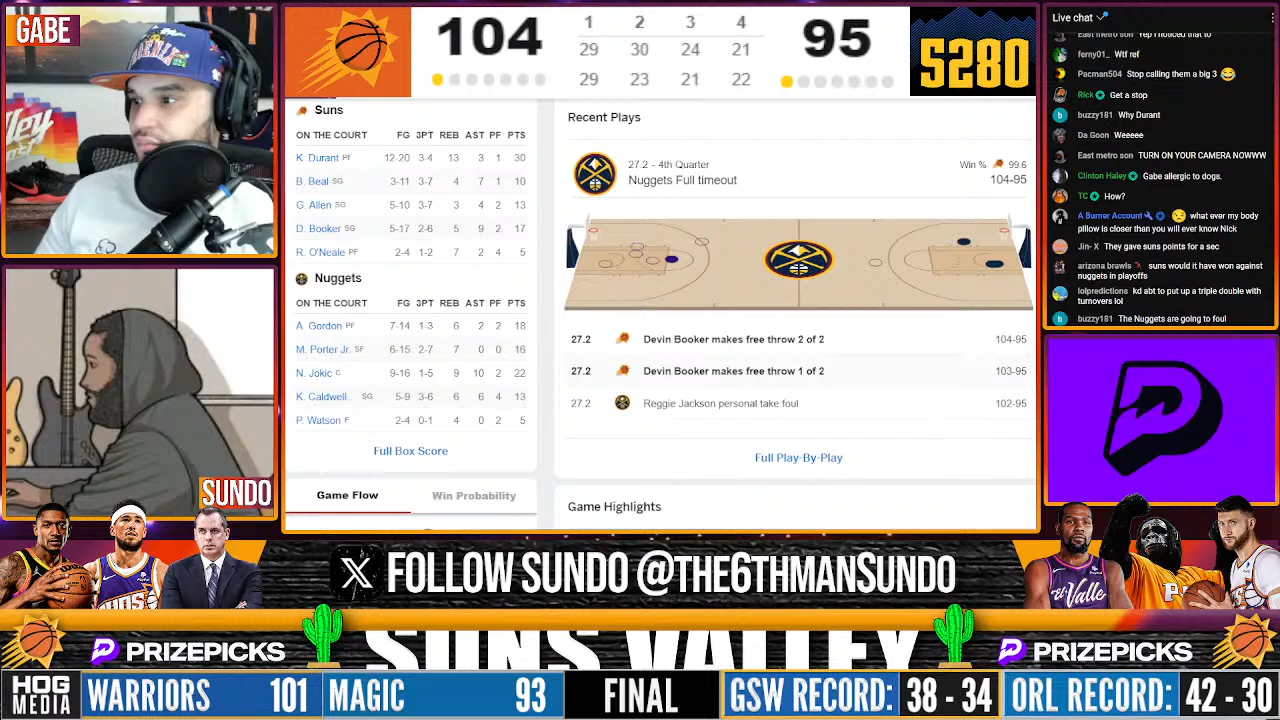 GABE
104 95
1 2 3 4
29 30 24 21
29 23 21 22
5280
Suns
ON THE COURT FG 3PT REB AST PF PTS
K. Durant PF 12-20 3-4 13 3 1 30
B. Beal SG 3-11 3-7 4 7 1 10
G. Allen SG 5-10 3-7 3 4 2 13
D. Booker SG 5-17 2-6 5 9 2 17
R. O'Neale PF 2-4 1-2 7 2 4 5
Nuggets
ON THE COURT FG 3PT REB AST PF PTS
A. Gordon PF 7-14 1-3 6 2 2 18
M. Porter Jr. SF 6-15 2-7 7 0 0 16
N. Jokic C 9-16 1-5 9 10 2 22
K. Caldwell.. SG 5-9 3-6 6 6 4 13
P. Watson F 2-4 0-1 4 0 2 5
Full Box Score
Game Flow Win Probability
Recent Plays
27.2 - 4th Quarter Win % 99.6
Nuggets Full timeout 104-95
27.2 Devin Booker makes free throw 2 of 2 104-95
27.2 Devin Booker makes free throw 1 of 2 103-95
27.2 Reggie Jackson personal take foul 102-95
Full Play-By-Play
Game Highlights
Live chat
East metro son Yep I noticed that to
ferny01_ Wtf ref
Pacman504 Stop calling them a big 3 😂
Rick Get a stop
buzzy181 Why Durant
Da Goon Weeeee
East metro son TURN ON YOUR CAMERA NOWWW
Clinton Haley Gabe allergic to dogs.
TC How?
A Burner Account 😏 what ever my body
pillow is closer than you will ever know Nick
Jin- X They gave suns points for a sec
arizona brawls suns would it have won against
nuggets in playoffs
lolpredictions kd abt to put up a triple double with
turnovers lol
buzzy181 The Nuggets are going to foul
SUNDO
X FOLLOW SUNDO @THE6THMANSUNDO
Valle
PRIZEPICKS SUNS VALLEY PRIZEPICKS
HOG MEDIA WARRIORS 101 MAGIC 93 FINAL GSW RECORD: 38 - 34 ORL RECORD: 42 - 30